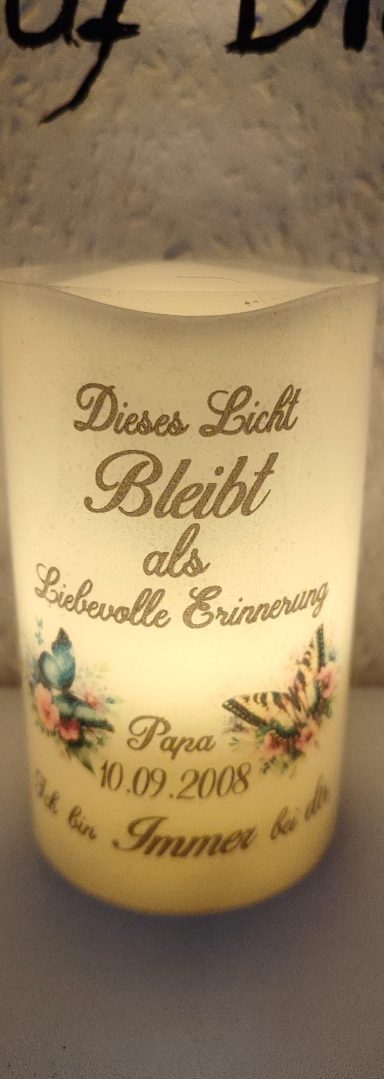 Dieses Licht
Bleibt
als
Liebevolle Erinnerung
Papa
10.09.2008
Ich bin Immer bei dir